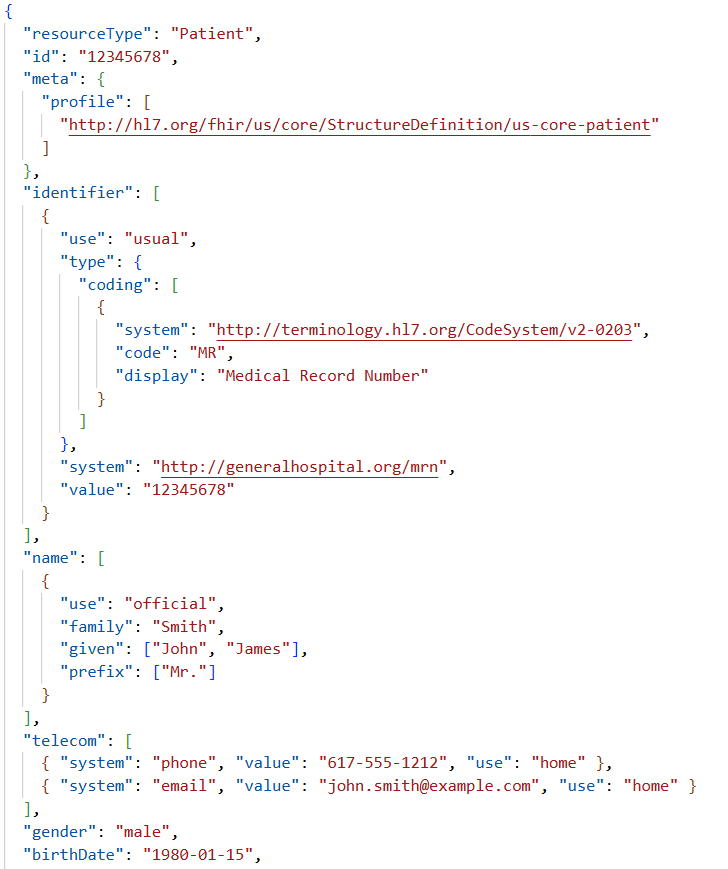 {
  "resourceType": "Patient",
  "id": "12345678",
  "meta": {
    "profile": [
      "http://hl7.org/fhir/us/core/StructureDefinition/us-core-patient"
    ]
  },
  "identifier": [
    {
      "use": "usual",
      "type": {
        "coding": [
          {
            "system": "http://terminology.hl7.org/CodeSystem/v2-0203",
            "code": "MR",
            "display": "Medical Record Number"
          }
        ]
      },
      "system": "http://generalhospital.org/mrn",
      "value": "12345678"
    }
  ],
  "name": [
    {
      "use": "official",
      "family": "Smith",
      "given": ["John", "James"],
      "prefix": ["Mr."]
    }
  ],
  "telecom": [
    { "system": "phone", "value": "617-555-1212", "use": "home" },
    { "system": "email", "value": "john.smith@example.com", "use": "home" }
  ],
  "gender": "male",
  "birthDate": "1980-01-15",